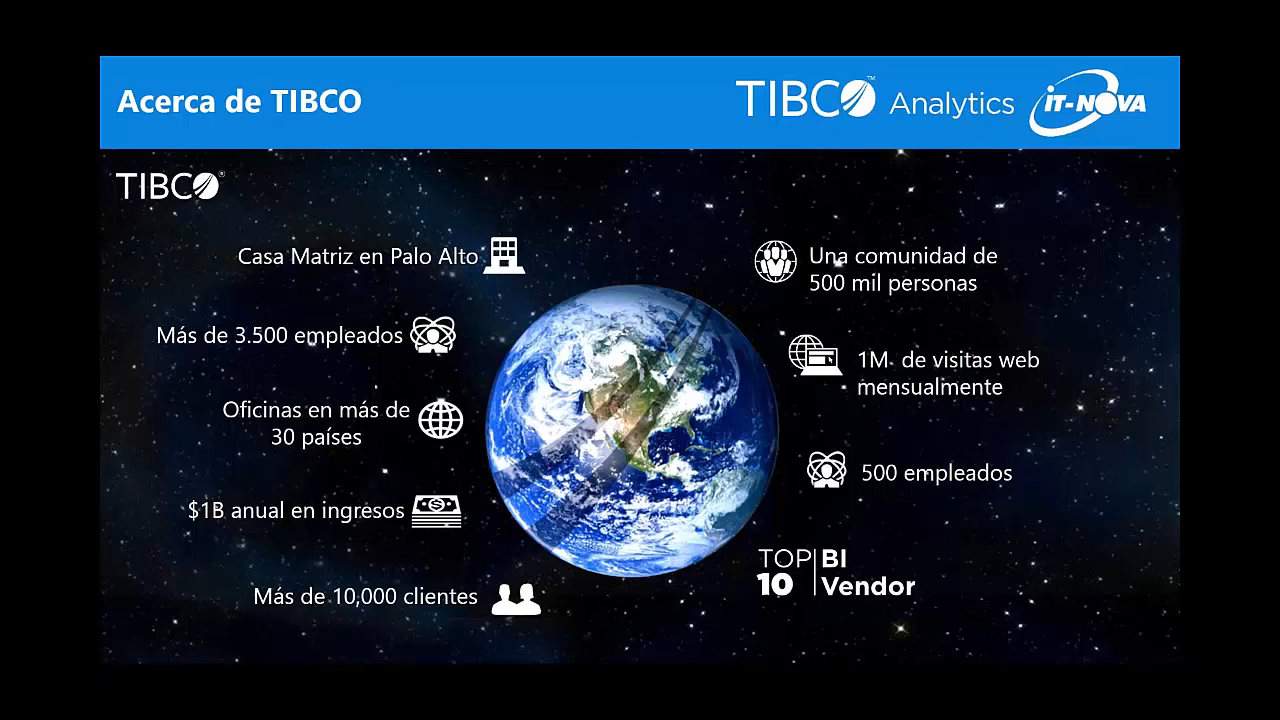 Acerca de TIBCO
TIBCO™ Analytics
iT-NOVA
TIBCO®
Casa Matriz en Palo Alto
Más de 3.500 empleados
Oficinas en más de
30 países
$1B anual en ingresos
Más de 10,000 clientes
Una comunidad de
500 mil personas
1M de visitas web
mensualmente
500 empleados
TOP BI
10 Vendor